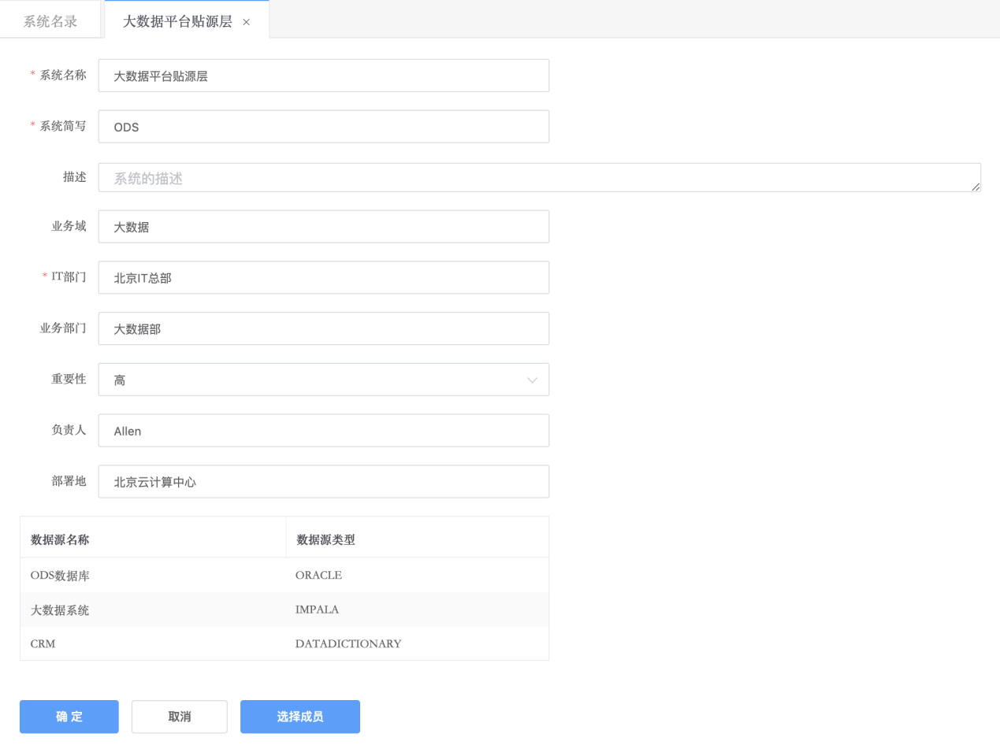 系统名录 大数据平台贴源层 ×
* 系统名称 大数据平台贴源层
* 系统简写 ODS
描述 系统的描述
业务域 大数据
* IT部门 北京IT总部
业务部门 大数据部
重要性 高
负责人 Allen
部署地 北京云计算中心
数据源名称 数据源类型
ODS数据库 ORACLE
大数据系统 IMPALA
CRM DATADICTIONARY
确 定 取消 选择成员